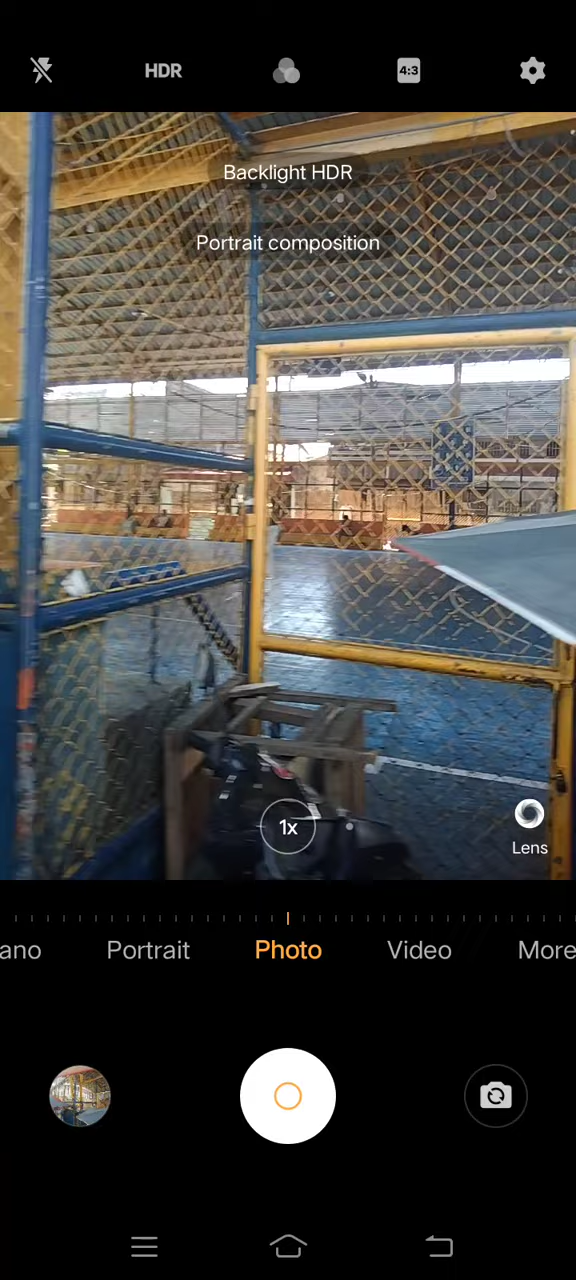 HDR
4:3
Backlight HDR
Portrait composition
1x
Lens
ano
Portrait
Photo
Video
More